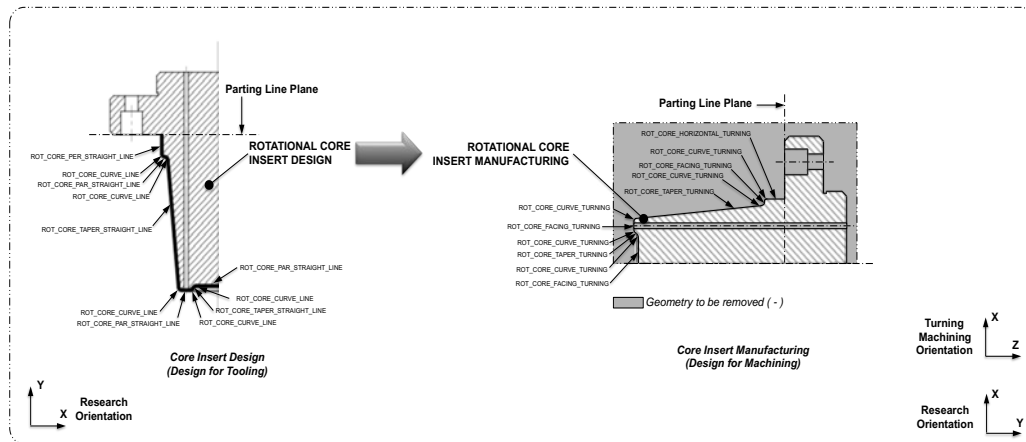 Parting Line Plane
ROT_CORE_PER_STRAIGHT_LINE
ROT_CORE_CURVE_LINE
ROT_CORE_PAR_STRAIGHT_LINE
ROT_CORE_CURVE_LINE
ROTATIONAL CORE
INSERT DESIGN
ROT_CORE_TAPER_STRAIGHT_LINE
ROT_CORE_PAR_STRAIGHT_LINE
ROT_CORE_CURVE_LINE
ROT_CORE_TAPER_STRAIGHT_LINE
ROT_CORE_CURVE_LINE
ROT_CORE_CURVE_LINE
ROT_CORE_PAR_STRAIGHT_LINE
Core Insert Design
(Design for Tooling)
Y
X
Research
Orientation
Parting Line Plane
ROTATIONAL CORE
INSERT MANUFACTURING
ROT_CORE_HORIZONTAL_TURNING
ROT_CORE_CURVE_TURNING
ROT_CORE_FACING_TURNING
ROT_CORE_CURVE_TURNING
ROT_CORE_TAPER_TURNING
ROT_CORE_CURVE_TURNING
ROT_CORE_FACING_TURNING
ROT_CORE_CURVE_TURNING
ROT_CORE_TAPER_TURNING
ROT_CORE_CURVE_TURNING
ROT_CORE_FACING_TURNING
Geometry to be removed ( - )
Core Insert Manufacturing
(Design for Machining)
Turning
Machining
Orientation
X
Z
Research
Orientation
X
Y